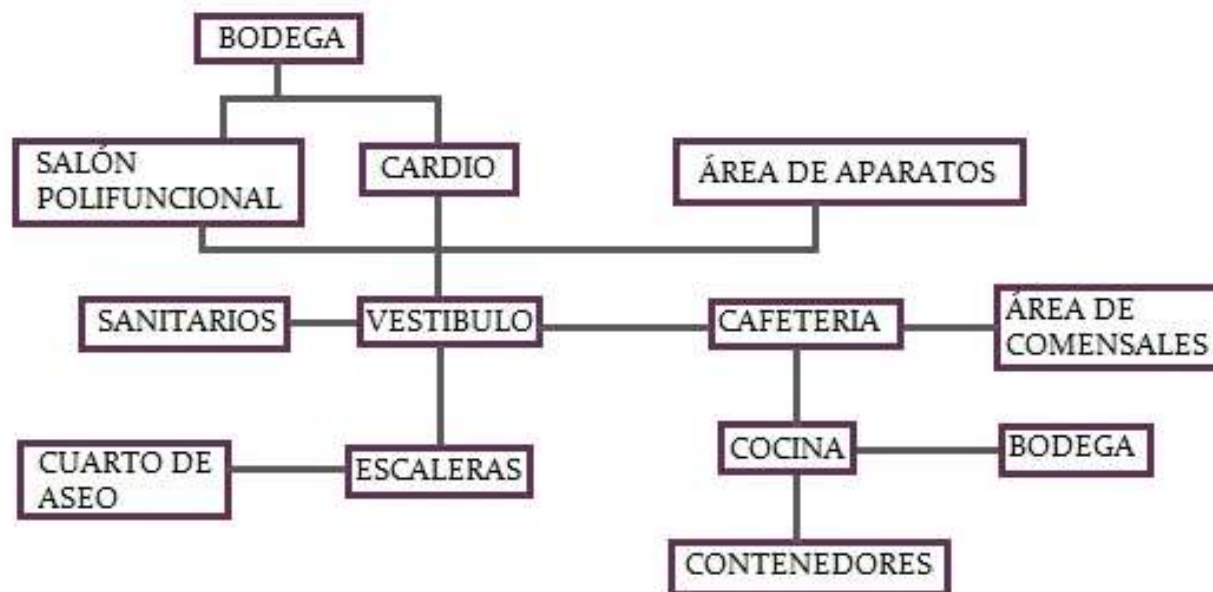 BODEGA
SALÓN
POLIFUNCIONAL
CARDIO
ÁREA DE APARATOS
SANITARIOS
VESTIBULO
CAFETERIA
ÁREA DE
COMENSALES
CUARTO DE
ASEO
ESCALERAS
COCINA
BODEGA
CONTENEDORES